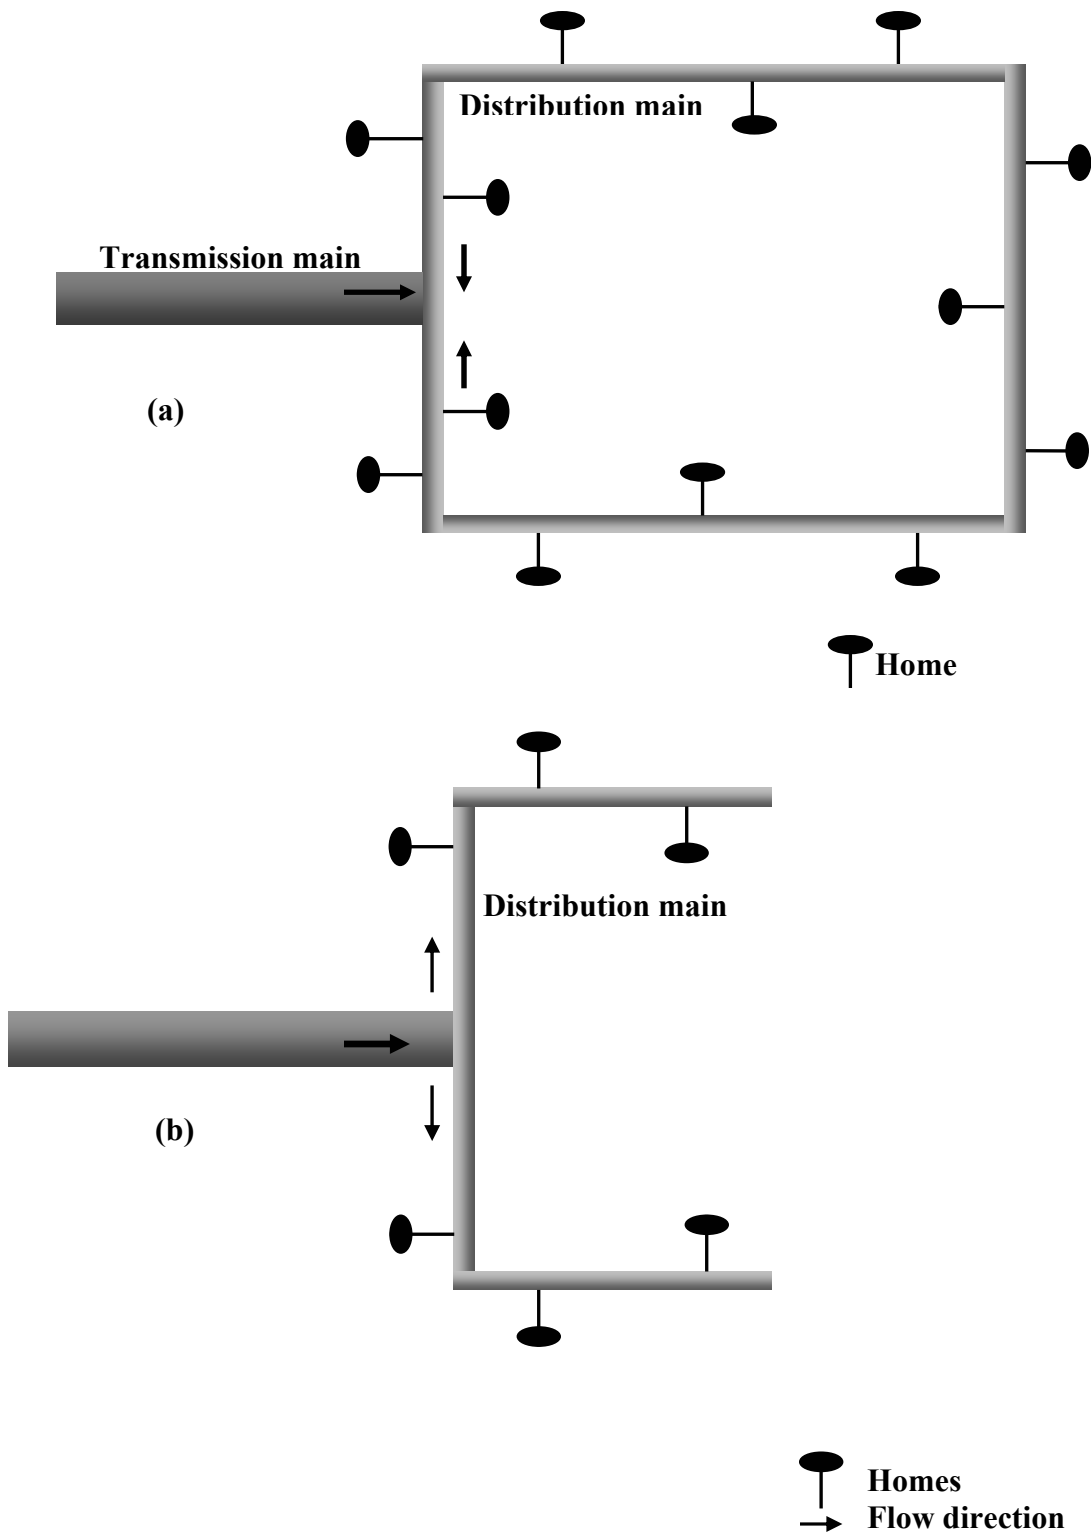 Distribution main
Transmission main
(a)
Home
Distribution main
(b)
Homes
Flow direction